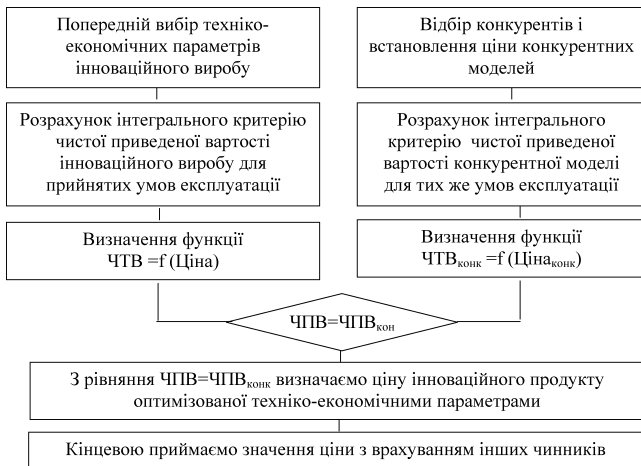 Попередній вибір техніко-
економічних параметрів
інноваційного виробу
Відбір конкурентів і
встановлення ціни конкурентних
моделей
Розрахунок інтегрального критерію
чистої приведеної вартості
інноваційного виробу для
прийнятих умов експлуатації
Розрахунок інтегрального
критерію чистої приведеної
вартості конкурентної моделі
для тих же умов експлуатації
Визначення функції
ЧТВ =f (Ціна)
Визначення функції
ЧТВконк =f (Цінаконк)
ЧПВ=ЧПВкон
З рівняння ЧПВ=ЧПВконк визначаємо ціну інноваційного продукту
оптимізованої техніко-економічними параметрами
Кінцевою приймаємо значення ціни з врахуванням інших чинників